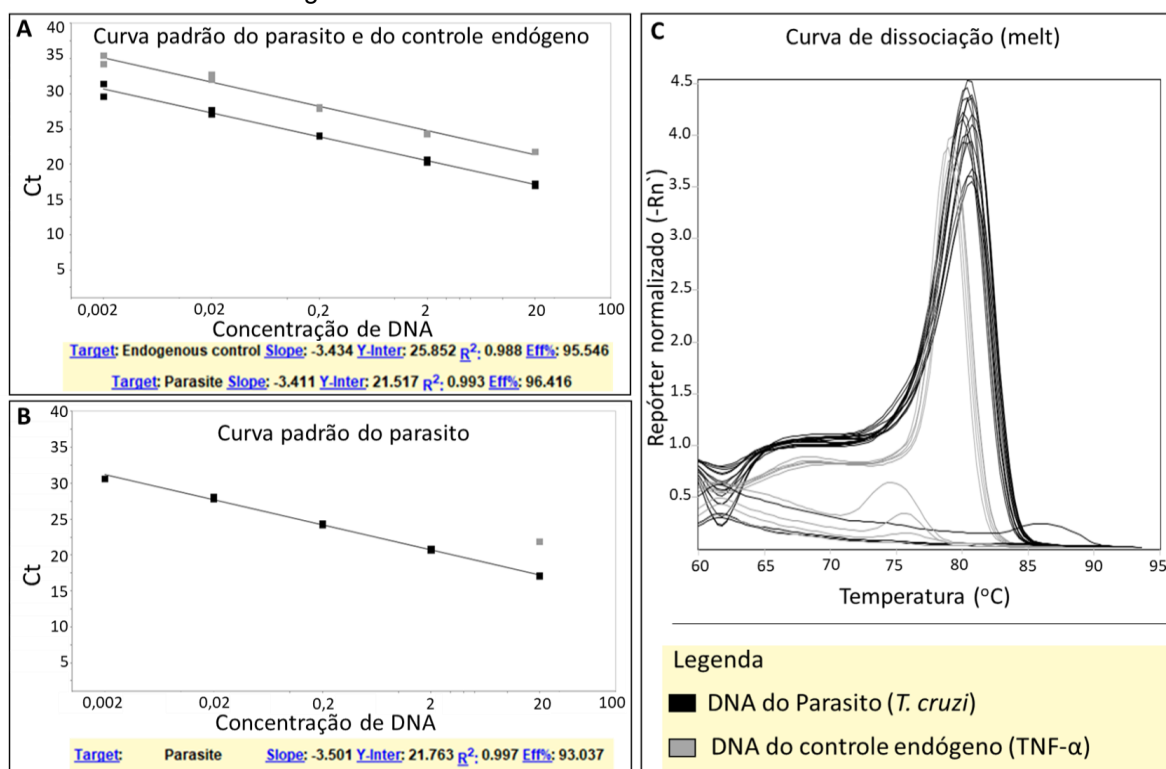 A
Curva padrão do parasito e do controle endógeno
40
35
30
25
20
15
10
5
Ct
0,002 0,02 0,2 2 20 100
Concentração de DNA
Target: Endogenous control Slope: -3.434 Y-Inter: 25.852 R²: 0.988 Eff%: 95.546
Target: Parasite Slope: -3.411 Y-Inter: 21.517 R²: 0.993 Eff%: 96.416
B
Curva padrão do parasito
40
30
25
20
15
10
5
Ct
0,002 0,02 0,2 2 20 100
Concentração de DNA
Target: Parasite Slope: -3.501 Y-Inter: 21.763 R²: 0.997 Eff%: 93.037
C
Curva de dissociação (melt)
4.5
4.0
3.5
3.0
2.5
2.0
1.5
1.0
0.5
Repórter normalizado (-Rn`)
60 65 70 75 80 85 90 95
Temperatura (°C)
Legenda
DNA do Parasito (T. cruzi)
DNA do controle endógeno (TNF-α)